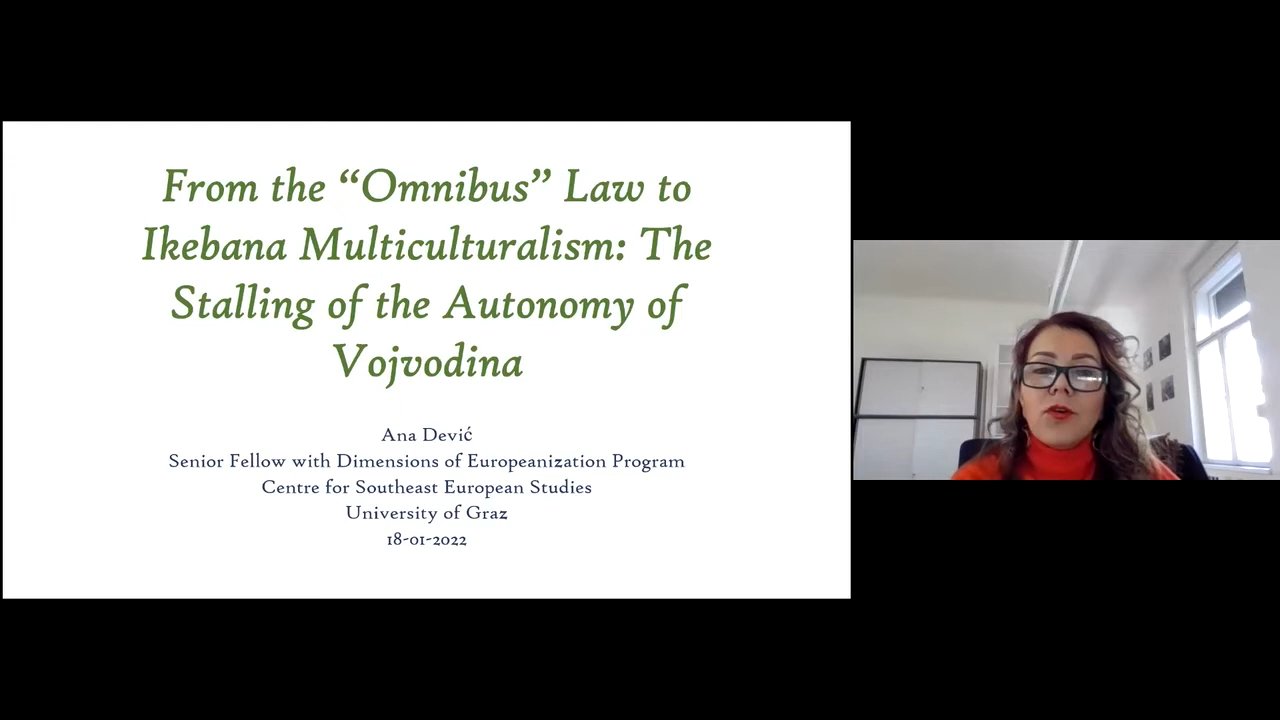 From the “Omnibus” Law to
Ikebana Multiculturalism: The
Stalling of the Autonomy of
Vojvodina
Ana Dević
Senior Fellow with Dimensions of Europeanization Program
Centre for Southeast European Studies
University of Graz
18-01-2022